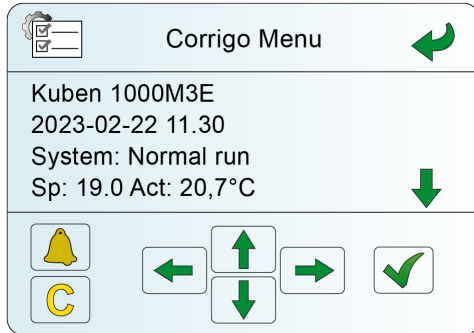 Corrigo Menu
Kuben 1000M3E
2023-02-22 11.30
System: Normal run
Sp: 19.0 Act: 20,7°C
C